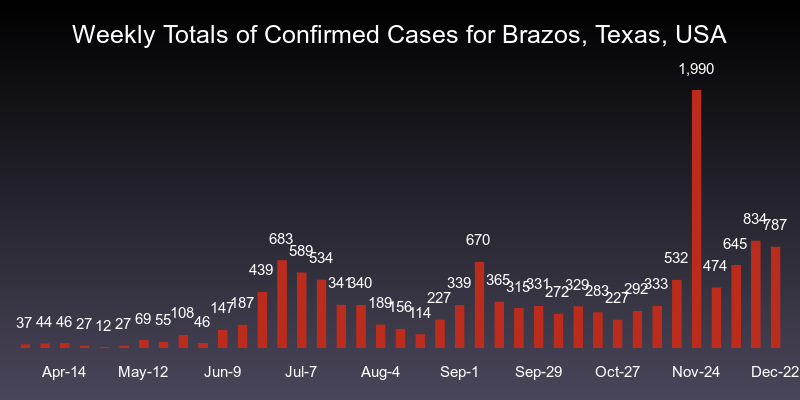 Weekly Totals of Confirmed Cases for Brazos, Texas, USA
1,990
37 44 46 27 12 27 69 55 108 46 147 187 439 683 589 534 341 340 189 156 114 227 339 670 365 315 331 272 329 283 227 292 333 532 474 645 834 787
Apr-14 May-12 Jun-9 Jul-7 Aug-4 Sep-1 Sep-29 Oct-27 Nov-24 Dec-22